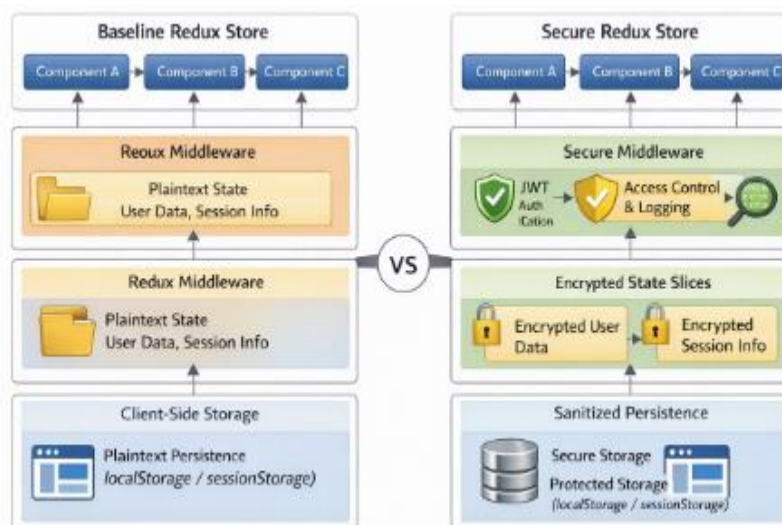 Baseline Redux Store
Component A
Component B
Component C
Reoux Middleware
Plaintext State
User Data, Session Info
Redux Middleware
Plaintext State
User Data, Session Info
Client-Side Storage
Plaintext Persistence
localStorage / sessionStorage)
VS
Secure Redux Store
Component A
Component B
Component C
Secure Middleware
JWT
Auth
ication
Access Control
& Logging
Encrypted State Slices
Encrypted User
Data
Encrypted
Session Info
Sanitized Persistence
Secure Storage
Protected Storage
(localStorage / sessionStorage)